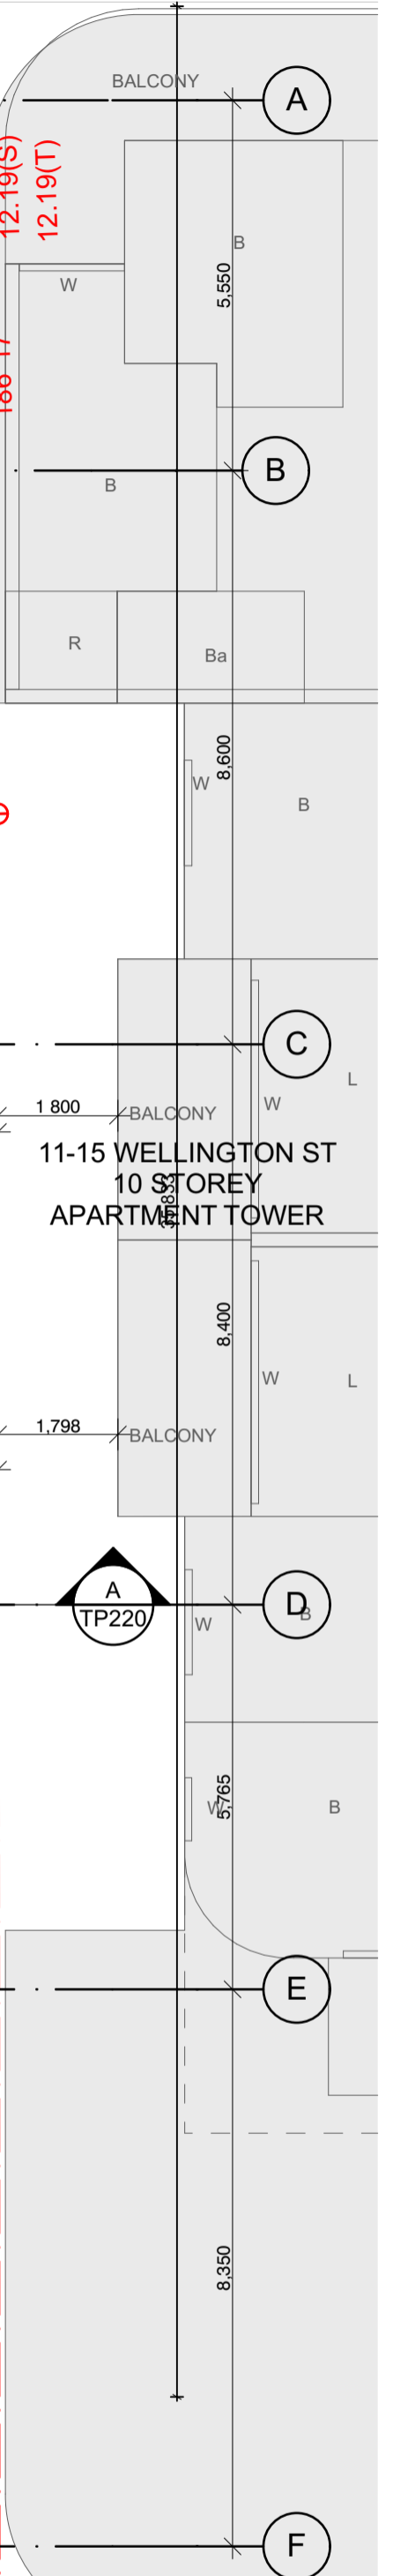 BALCONY
A
12.19(S)
12.19(T)
B
5,550
W
B
B
R
Ba
8,600
W
B
C
L
W
1 800
BALCONY
11-15 WELLINGTON ST
10 STOREY
APARTMENT TOWER
8,400
W
L
1,798
BALCONY
A
TP220
D
B
W
W
5,765
B
E
8,350
F